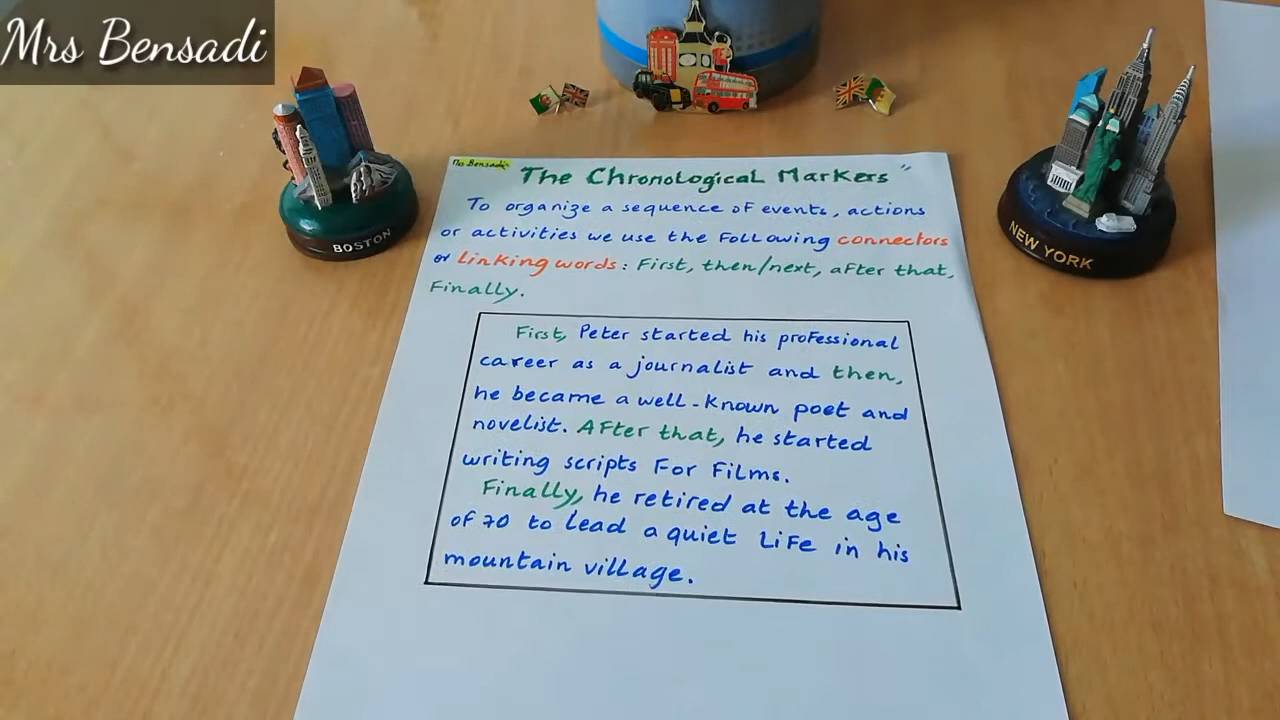 Mrs Bensadi
BOSTON
NEW YORK
Mrs Bensadi
"The Chronological Markers"
To organize a sequence of events, actions
or activities we use the following connectors
or linking words: First, then/next, after that,
Finally.
First, Peter started his professional
career as a journalist and then,
he became a well-known poet and
novelist. After that, he started
writing scripts for films.
Finally, he retired at the age
of 70 to lead a quiet life in his
mountain village.